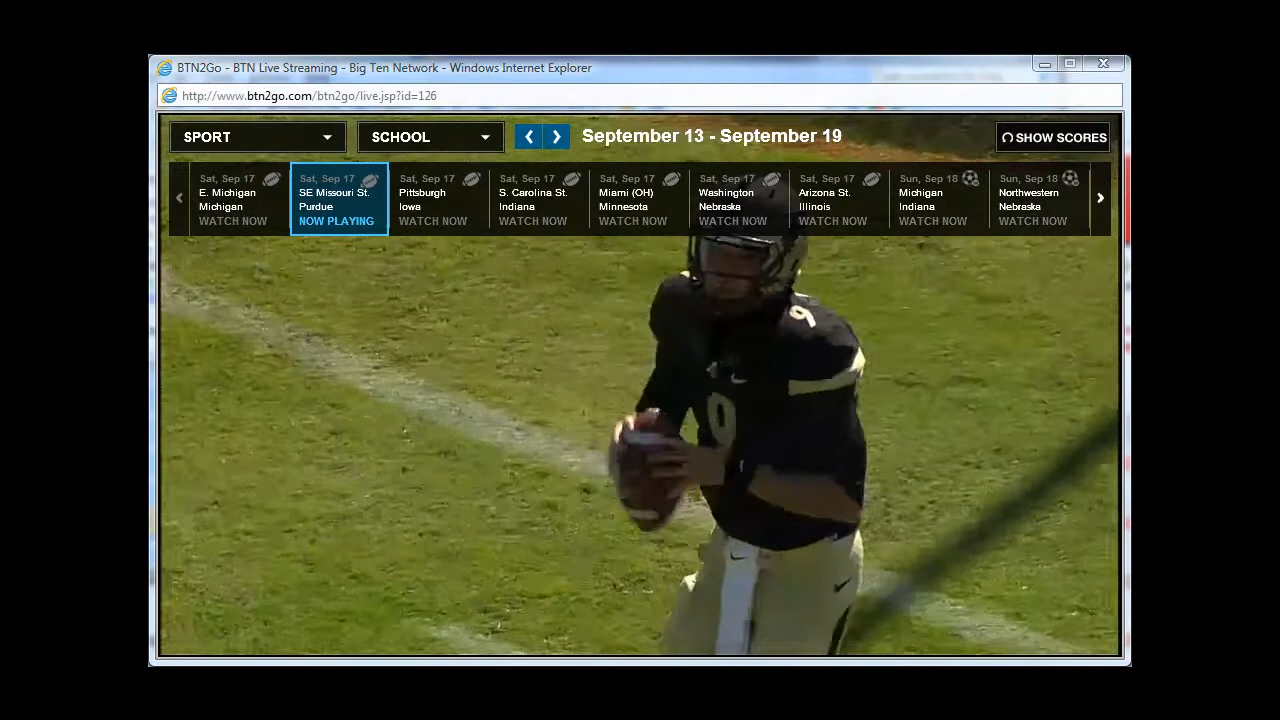 BTN2Go - BTN Live Streaming - Big Ten Network - Windows Internet Explorer
http://www.btn2go.com/btn2go/live.jsp?id=126
SPORT
SCHOOL
September 13 - September 19
SHOW SCORES
Sat, Sep 17
E. Michigan
Michigan
WATCH NOW
Sat, Sep 17
SE Missouri St.
Purdue
NOW PLAYING
Sat, Sep 17
Pittsburgh
Iowa
WATCH NOW
Sat, Sep 17
S. Carolina St.
Indiana
WATCH NOW
Sat, Sep 17
Miami (OH)
Minnesota
WATCH NOW
Sat, Sep 17
Washington
Nebraska
WATCH NOW
Sat, Sep 17
Arizona St.
Illinois
WATCH NOW
Sun, Sep 18
Michigan
Indiana
WATCH NOW
Sun, Sep 18
Northwestern
Nebraska
WATCH NOW
9
9